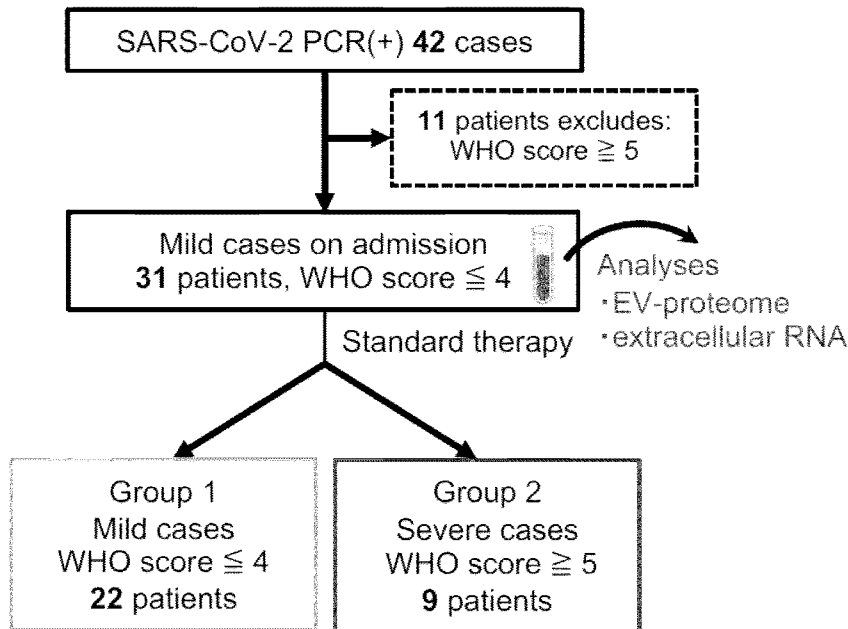 SARS-CoV-2 PCR(+) 42 cases
11 patients excludes:
WHO score ≧ 5
Mild cases on admission
31 patients, WHO score ≦ 4
Analyses
・EV-proteome
・extracellular RNA
Standard therapy
Group 1
Mild cases
WHO score ≦ 4
22 patients
Group 2
Severe cases
WHO score ≧ 5
9 patients